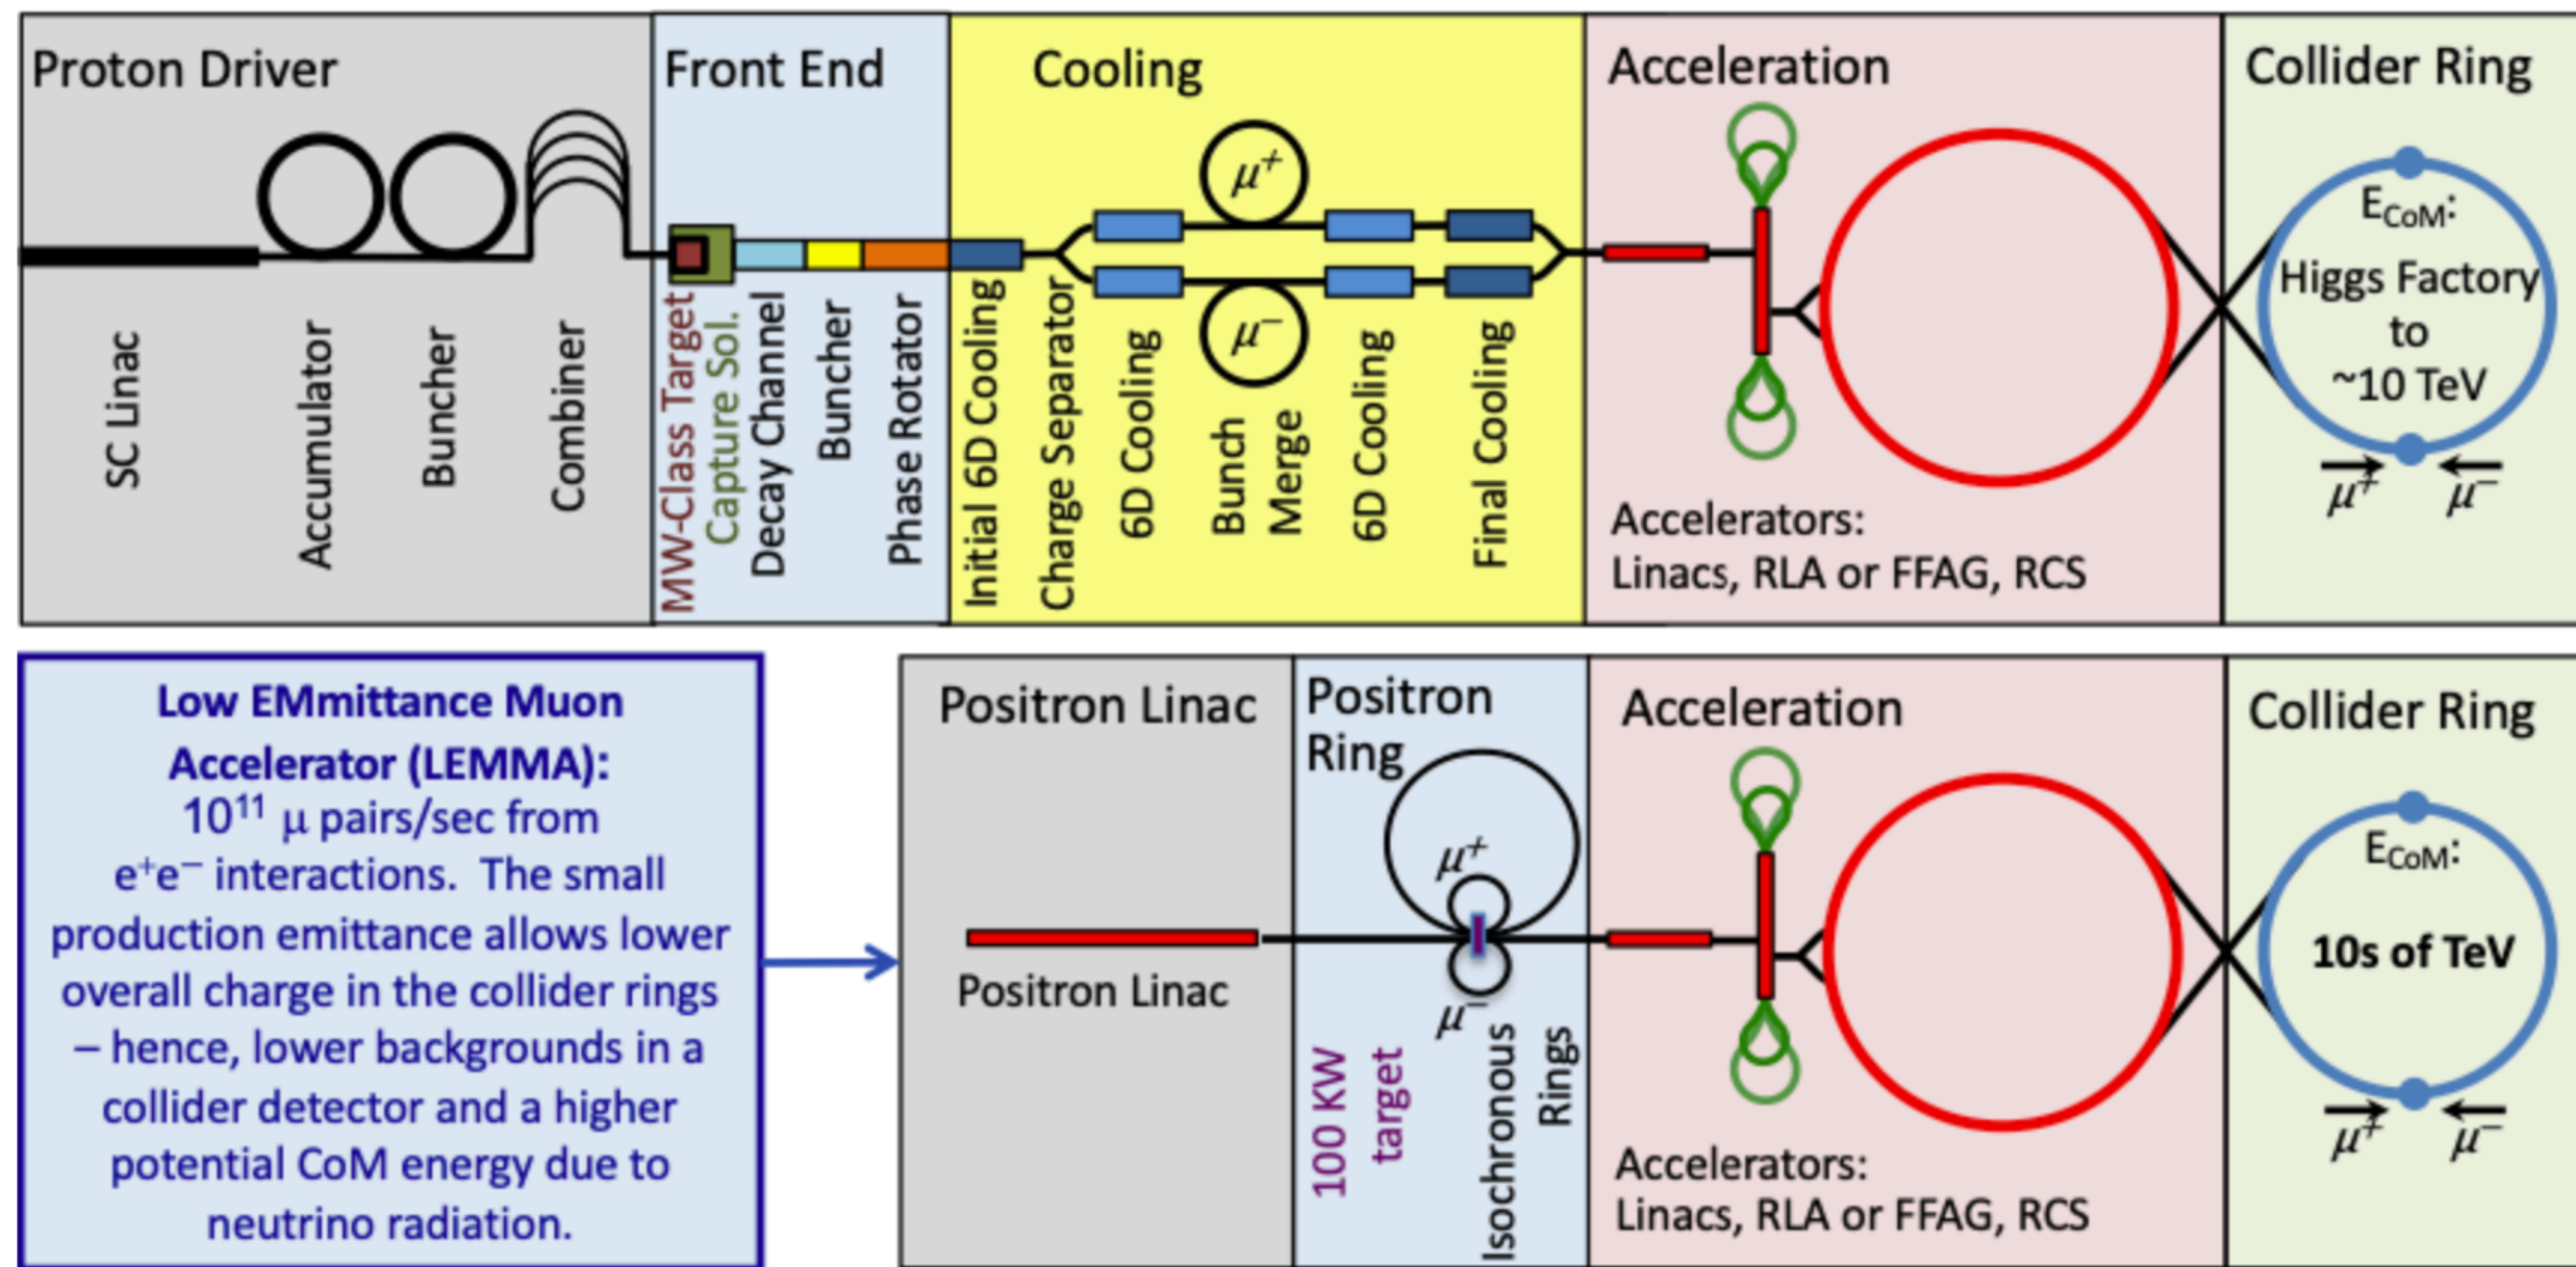 Proton Driver
Front End
Cooling
Acceleration
Collider Ring
μ⁺
μ⁻
E_CoM:
Higgs Factory
to
~10 TeV
μ⁺ μ⁻
SC Linac
Accumulator
Buncher
Combiner
MW-Class Target
Capture Sol.
Decay Channel
Buncher
Phase Rotator
Initial 6D Cooling
Charge Separator
6D Cooling
Bunch
Merge
6D Cooling
Final Cooling
Accelerators:
Linacs, RLA or FFAG, RCS
Low EMmittance Muon
Accelerator (LEMMA):
10¹¹ μ pairs/sec from
e⁺e⁻ interactions. The small
production emittance allows lower
overall charge in the collider rings
– hence, lower backgrounds in a
collider detector and a higher
potential CoM energy due to
neutrino radiation.
Positron Linac
Positron
Ring
Acceleration
Collider Ring
μ⁺
μ⁻
Positron Linac
100 KW
target
Isochronous
Rings
Accelerators:
Linacs, RLA or FFAG, RCS
E_CoM:
10s of TeV
μ⁺ μ⁻